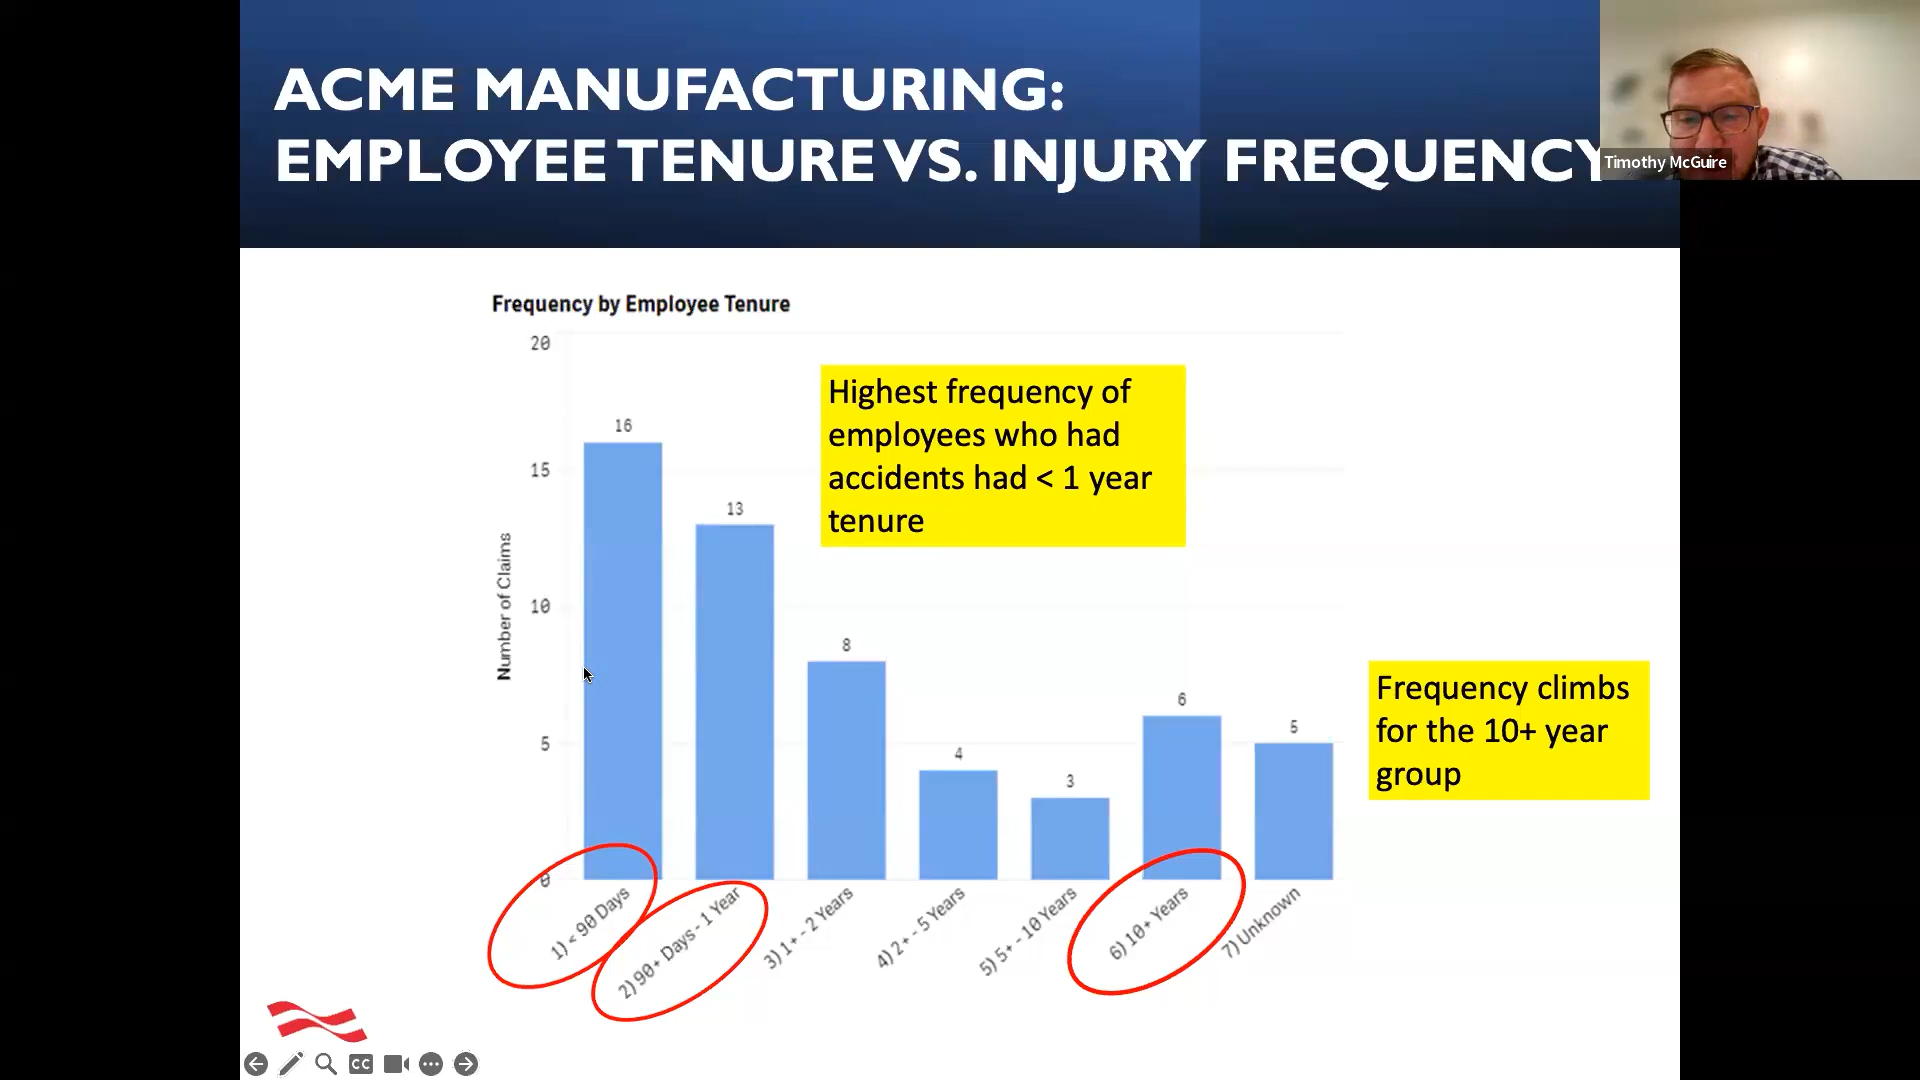 ACME MANUFACTURING:
EMPLOYEE TENURE VS. INJURY FREQUENCY
Timothy McGuire
Frequency by Employee Tenure
Number of Claims
20
15
10
5
0
16
13
8
4
3
6
5
Highest frequency of
employees who had
accidents had < 1 year
tenure
Frequency climbs
for the 10+ year
group
1) < 90 Days
2) 90+ Days - 1 Year
3) 1+ - 2 Years
4) 2+ - 5 Years
5) 5+ - 10 Years
6) 10+ Years
7) Unknown
CC